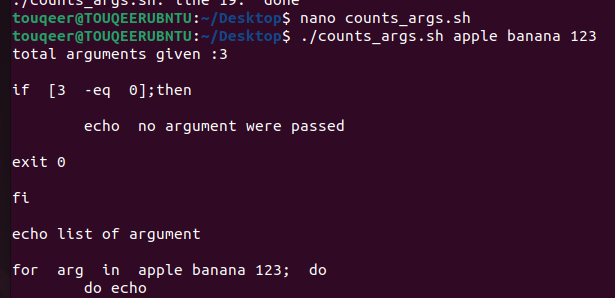 ./counts_args.sh: line 19: `done'
touqeer@TOUQEERUBNTU:~/Desktop$ nano counts_args.sh
touqeer@TOUQEERUBNTU:~/Desktop$ ./counts_args.sh apple banana 123
total arguments given :3
if  [3  -eq  0];then
echo  no argument were passed
exit 0
fi
echo list of argument
for  arg  in  apple banana 123;  do
do echo